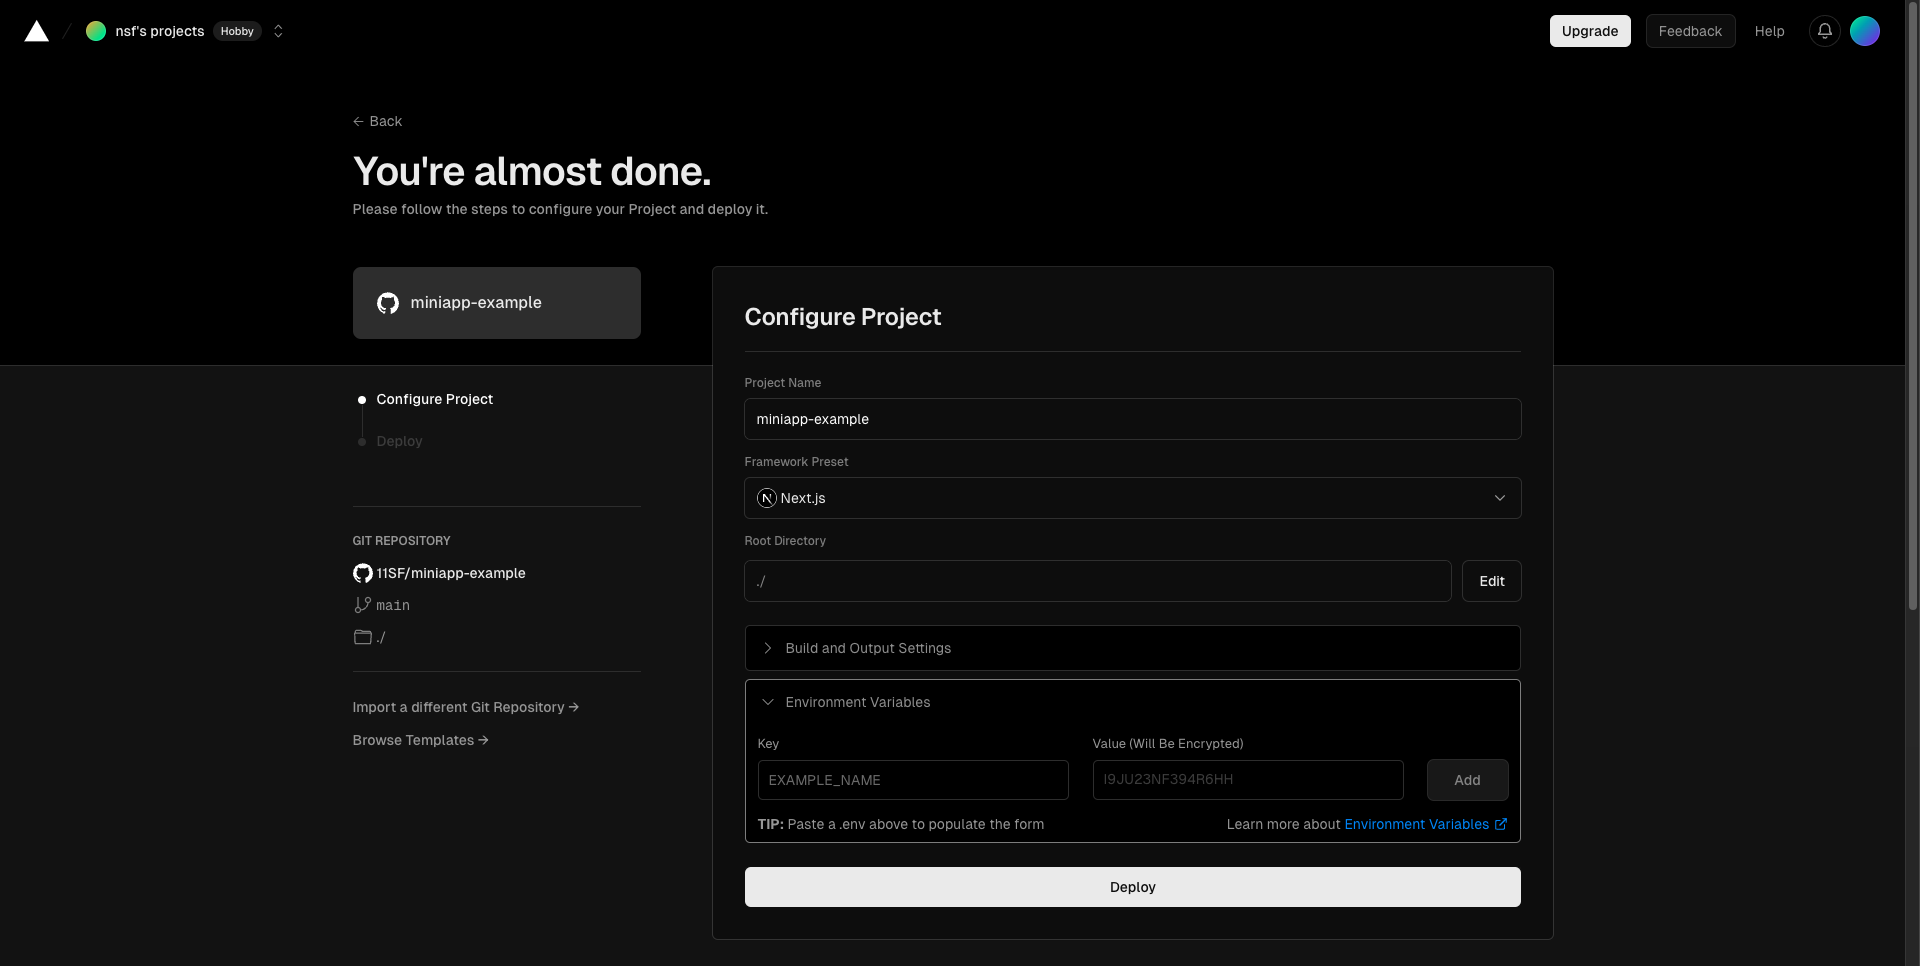 nsf's projects Hobby
Upgrade Feedback Help
← Back
You're almost done.
Please follow the steps to configure your Project and deploy it.
miniapp-example
Configure Project
Deploy
GIT REPOSITORY
11SF/miniapp-example
main
./
Import a different Git Repository →
Browse Templates →
Configure Project
Project Name
miniapp-example
Framework Preset
N Next.js
Root Directory
./ Edit
Build and Output Settings
Environment Variables
Key Value (Will Be Encrypted)
EXAMPLE_NAME I9JU23NF394R6HH Add
TIP: Paste a .env above to populate the form Learn more about Environment Variables
Deploy